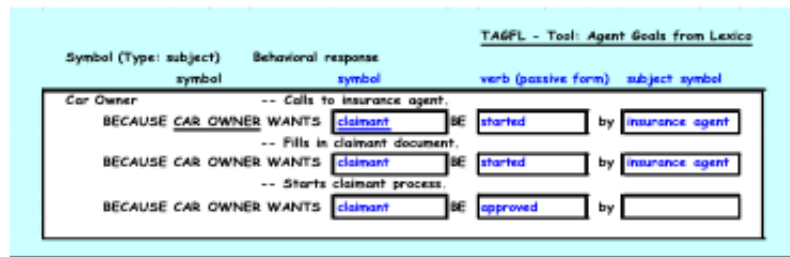 TAGFL - Tool: Agent Goals from Lexico
Symbol (Type: subject) Behavioral response
symbol symbol verb (passive form) subject symbol
Car Owner -- Calls to insurance agent.
BECAUSE CAR OWNER WANTS claimant BE started by insurance agent
-- Fills in claimant document.
BECAUSE CAR OWNER WANTS claimant BE started by insurance agent
-- Starts claimant process.
BECAUSE CAR OWNER WANTS claimant BE approved by